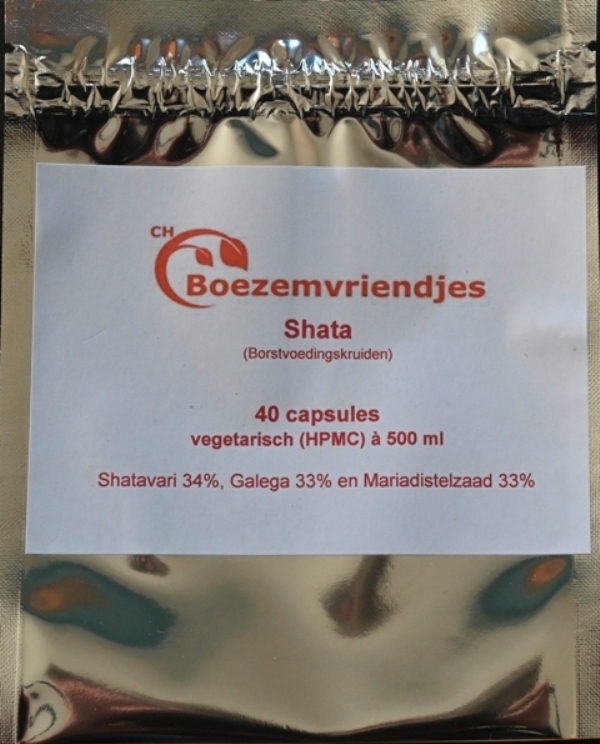 CH
Boezemvriendjes
Shata
(Borstvoedingskruiden)
40 capsules
vegetarisch (HPMC) à 500 ml
Shatavari 34%, Galega 33% en Mariadistelzaad 33%